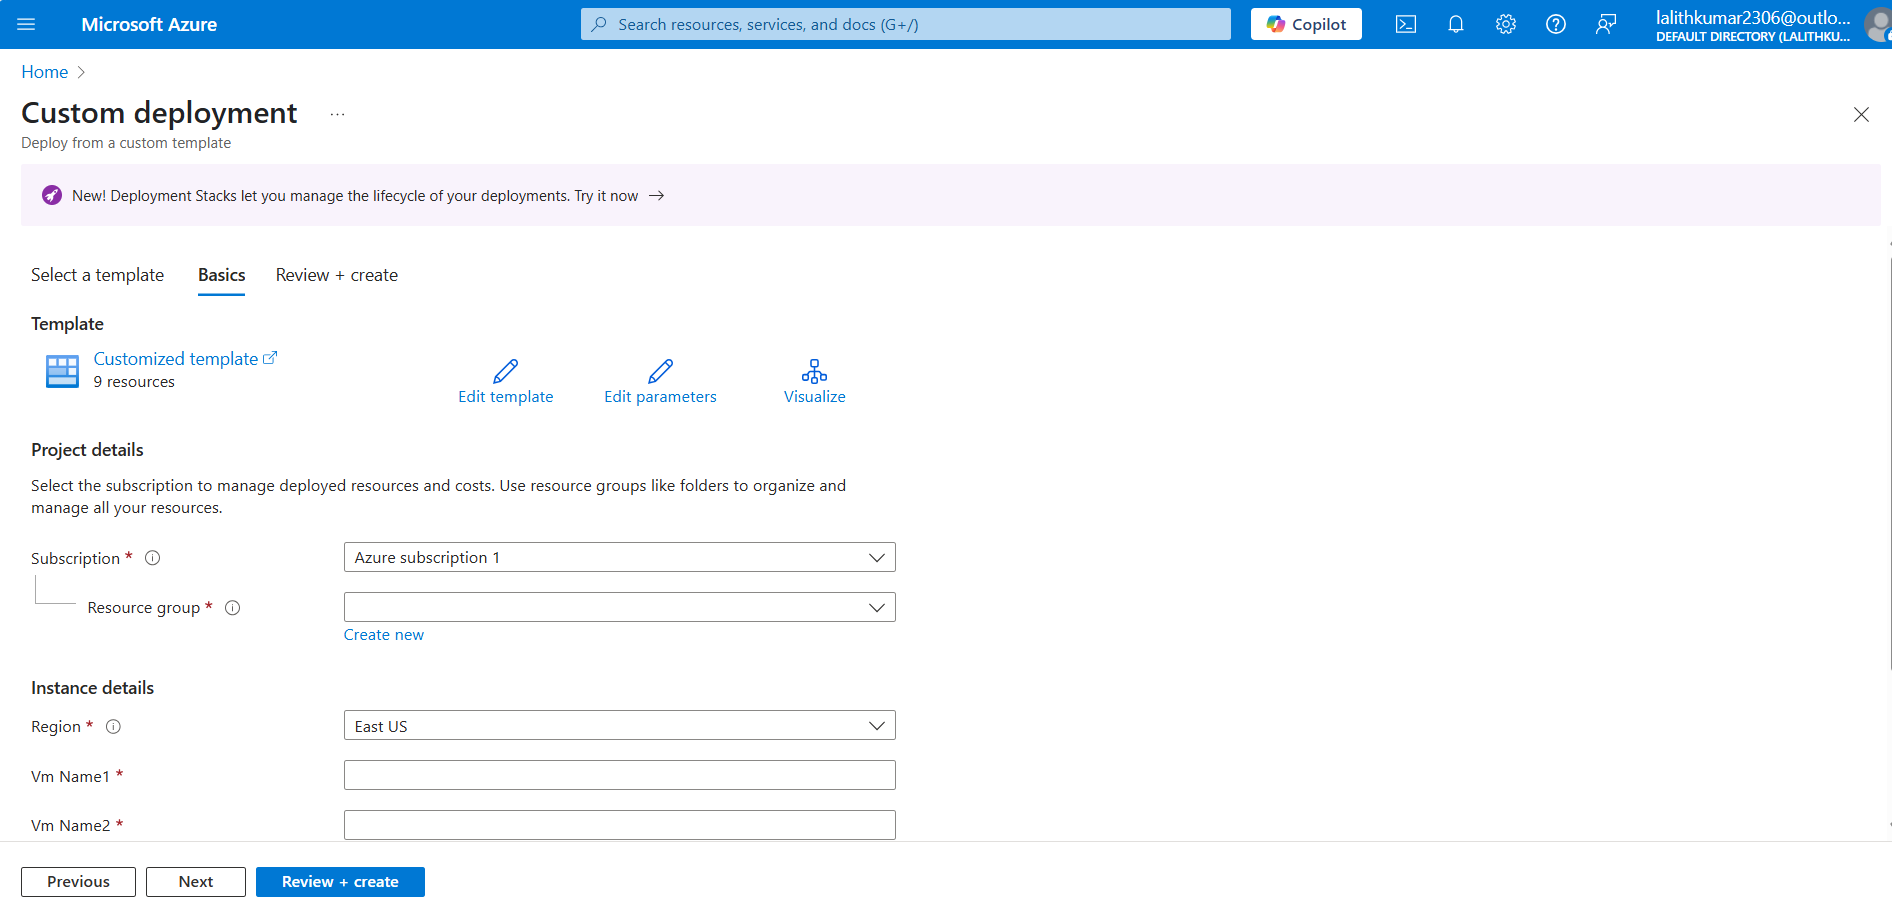 Microsoft Azure
Search resources, services, and docs (G+/)
Copilot
lalithkumar2306@outlo...
DEFAULT DIRECTORY (LALITHKU...
Home
Custom deployment ...
Deploy from a custom template
New! Deployment Stacks let you manage the lifecycle of your deployments. Try it now →
Select a template Basics Review + create
Template
Customized template
9 resources
Edit template Edit parameters Visualize
Project details
Select the subscription to manage deployed resources and costs. Use resource groups like folders to organize and
manage all your resources.
Subscription * Azure subscription 1
Resource group *
Create new
Instance details
Region * East US
Vm Name1 *
Vm Name2 *
Previous Next Review + create